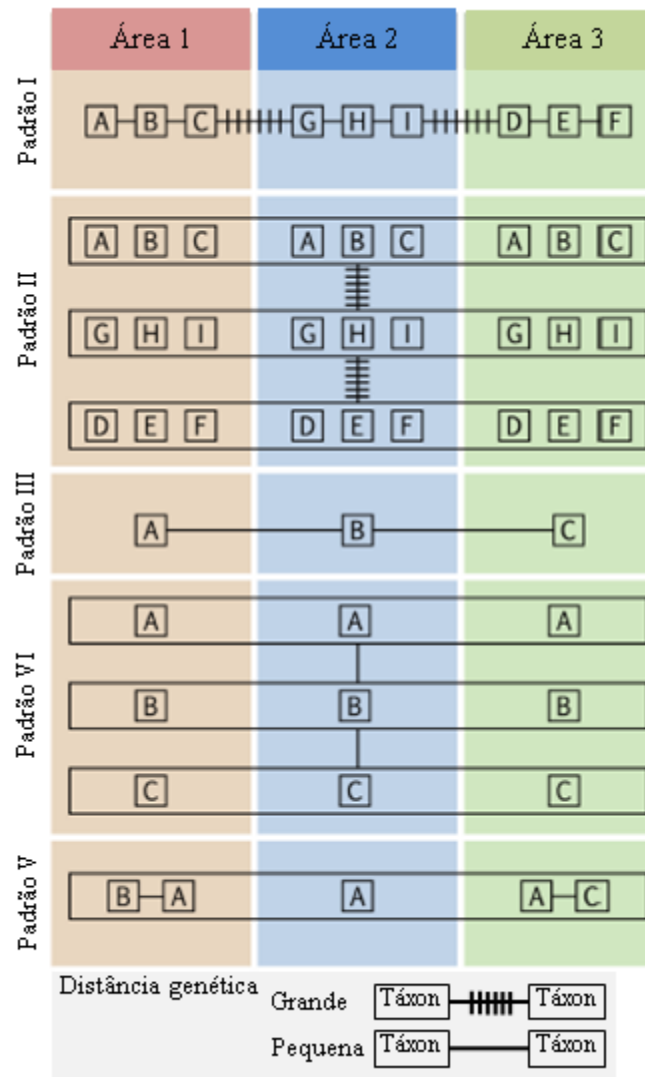 Área 1 Área 2 Área 3
Padrão I
A B C G H I D E F
Padrão II
A B C A B C A B C
G H I G H I G H I
D E F D E F D E F
Padrão III
A B C
Padrão VI
A A A
B B B
C C C
Padrão V
B A A A C
Distância genética
Grande Táxon Táxon
Pequena Táxon Táxon